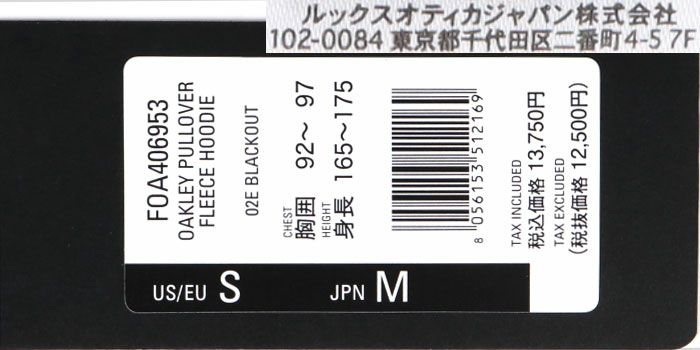 ルックスオティカジャパン株式会社
102-0084 東京都千代田区二番町4-5 7F
FOA406953
OAKLEY PULLOVER
FLEECE HOODIE
02E BLACKOUT
CHEST
胸囲 92～ 97
HEIGHT
身長 165～175
8 056153 512169
TAX INCLUDED
税込価格 13,750円
TAX EXCLUDED
(税抜価格 12,500円)
US/EU S JPN M